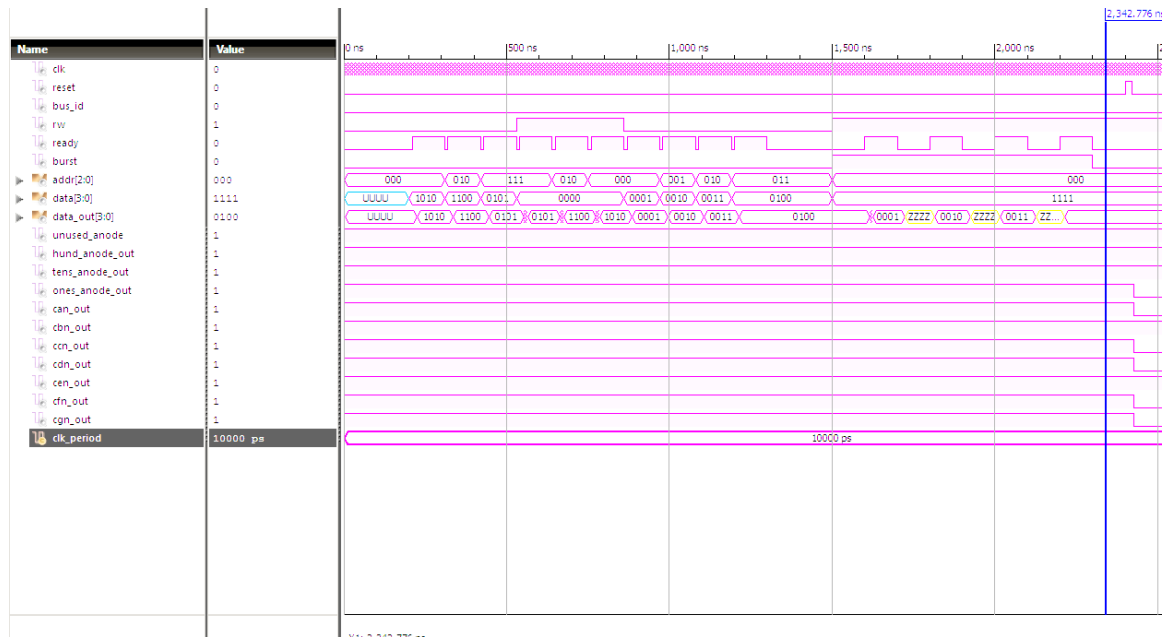 2,342.776 ns
Name Value 0 ns 500 ns 1,000 ns 1,500 ns 2,000 ns
clk 0
reset 0
bus_id 0
rw 1
ready 0
burst 0
addr[2:0] 000 000 010 111 010 000 001 010 011 000
data[3:0] 1111 UUUU 1010 1100 0101 0000 0001 0010 0011 0100 1111
data_out[3:0] 0100 UUUU 1010 1100 0101 0101 1100 1010 0001 0010 0011 0100 0001 ZZZZ 0010 ZZZZ 0011 ZZ...
unused_anode 1
hund_anode_out 1
tens_anode_out 1
ones_anode_out 1
can_out 1
cbn_out 1
ccn_out 1
cdn_out 1
cen_out 1
cfn_out 1
cgn_out 1
clk_period 10000 ps 10000 ps